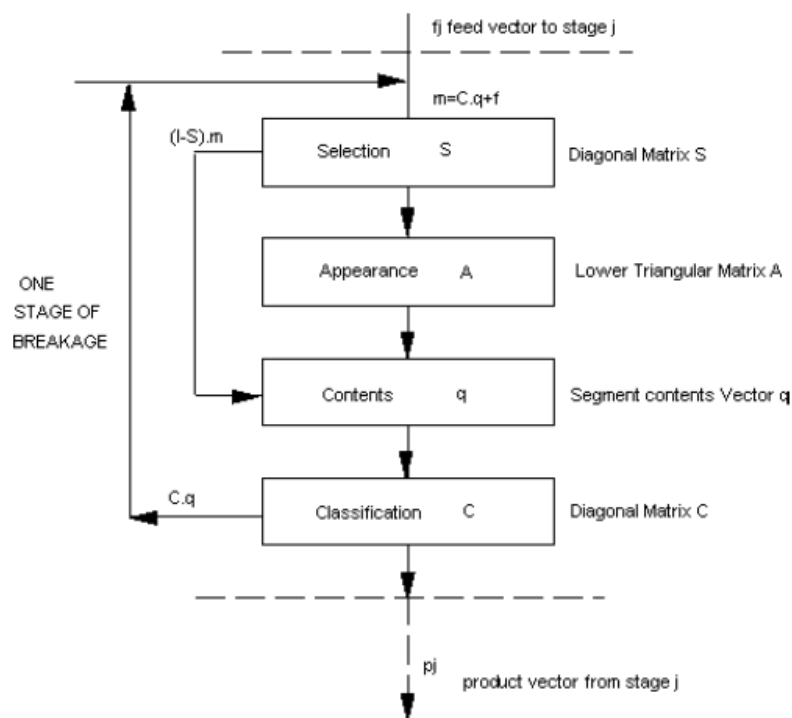 fj feed vector to stage j
m=C.q+f
(I-S).m
Selection S
Diagonal Matrix S
Appearance A
Lower Triangular Matrix A
ONE
STAGE OF
BREAKAGE
Contents q
Segment contents Vector q
C.q
Classification C
Diagonal Matrix C
pj
product vector from stage j